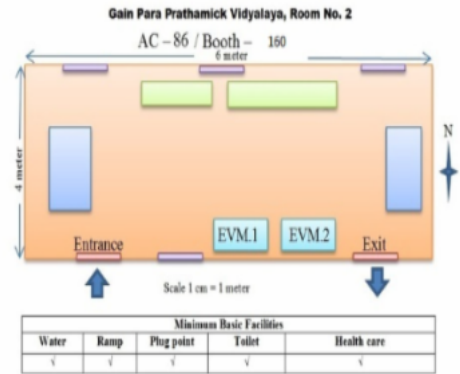 Gain Para Prathamick Vidyalaya, Room No. 2
AC – 86 / Booth – 160
6 meter
4 meter
N
EVM.1 EVM.2
Entrance Exit
Scale 1 cm = 1 meter
Minimum Basic Facilities
Water Ramp Plug point Toilet Health care
√ √ √ √ √